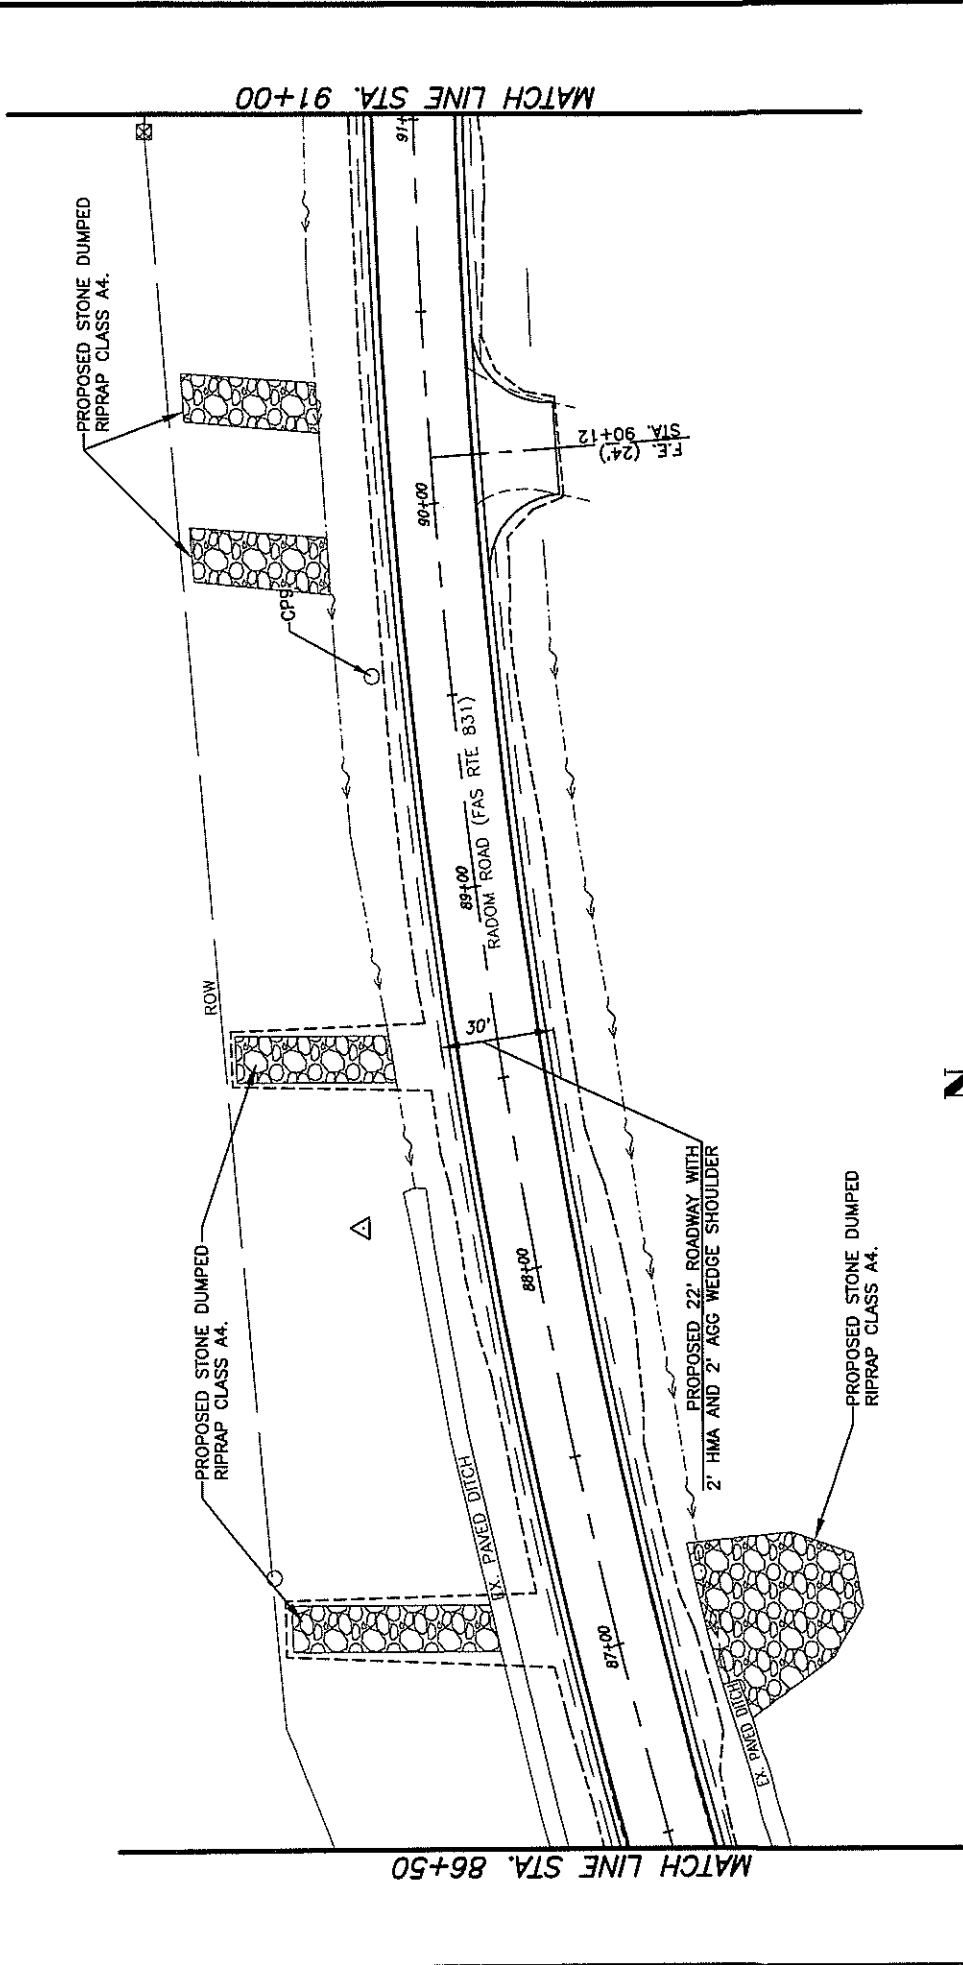 MATCH LINE STA. 91+00
91+
PROPOSED STONE DUMPED
RIPRAP CLASS A4.
F.E. (24')
STA. 90+12
90+00
CP9
RADOM ROAD (FAS RTE 831)
89+00
ROW
30'
PROPOSED STONE DUMPED
RIPRAP CLASS A4.
88+00
PROPOSED 22' ROADWAY WITH
2' HMA AND 2' AGG WEDGE SHOULDER
PROPOSED STONE DUMPED
RIPRAP CLASS A4.
EX. PAVED DITCH
87+00
EX. PAVED DITCH
MATCH LINE STA. 86+50